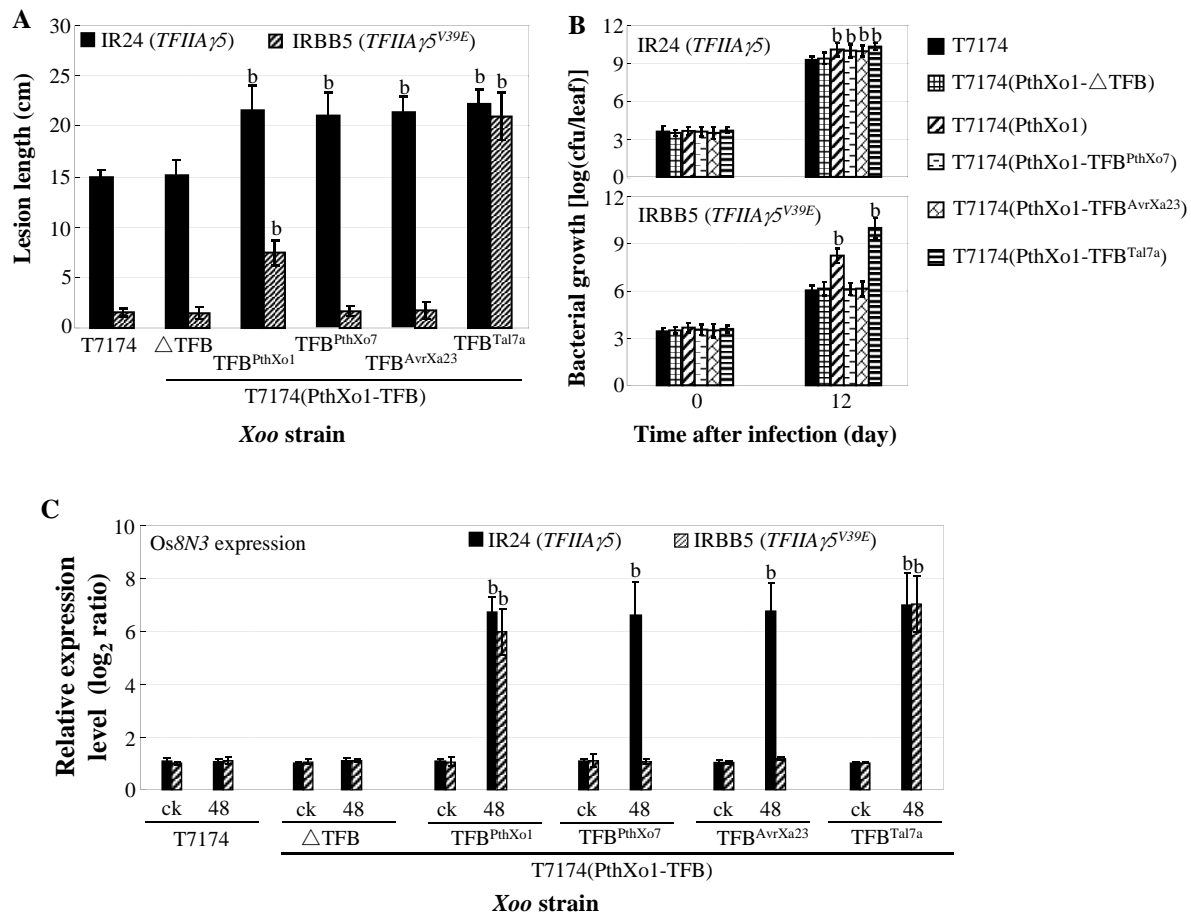 A
30
25
20
15
10
5
0
Lesion length (cm)
IR24 (TFIIAγ5) IRBB5 (TFIIAγ5V39E)
b b b b b b
T7174 △TFB TFBPthXo1 TFBPthXo7 TFBAvrXa23 TFBTal7a
T7174(PthXo1-TFB)
Xoo strain
B
12
9
6
3
0
IR24 (TFIIAγ5)
b b b b
12
9
6
3
0
IRBB5 (TFIIAγ5V39E)
b b
Bacterial growth [log(cfu/leaf)]
0 12
Time after infection (day)
T7174
T7174(PthXo1-△TFB)
T7174(PthXo1)
T7174(PthXo1-TFBPthXo7)
T7174(PthXo1-TFBAvrXa23)
T7174(PthXo1-TFBTal7a)
C
10
8
6
4
2
0
Relative expression
level (log2 ratio)
Os8N3 expression
IR24 (TFIIAγ5) IRBB5 (TFIIAγ5V39E)
b b b b b b
ck 48 ck 48 ck 48 ck 48 ck 48 ck 48
T7174 △TFB TFBPthXo1 TFBPthXo7 TFBAvrXa23 TFBTal7a
T7174(PthXo1-TFB)
Xoo strain